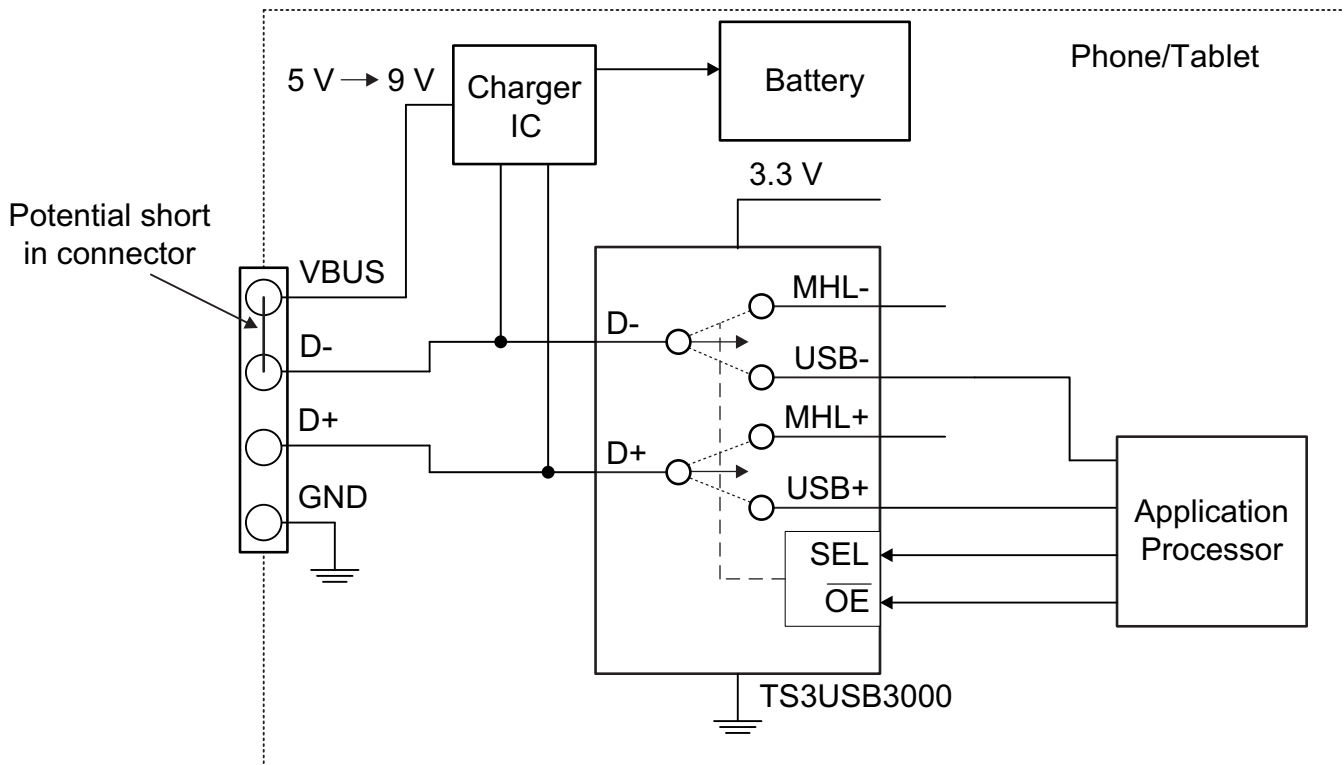 Phone/Tablet
5 V → 9 V
Charger
IC
Battery
3.3 V
Potential short
in connector
VBUS
D-
D+
GND
D-
D+
MHL-
USB-
MHL+
USB+
SEL
O̅E̅
Application
Processor
TS3USB3000